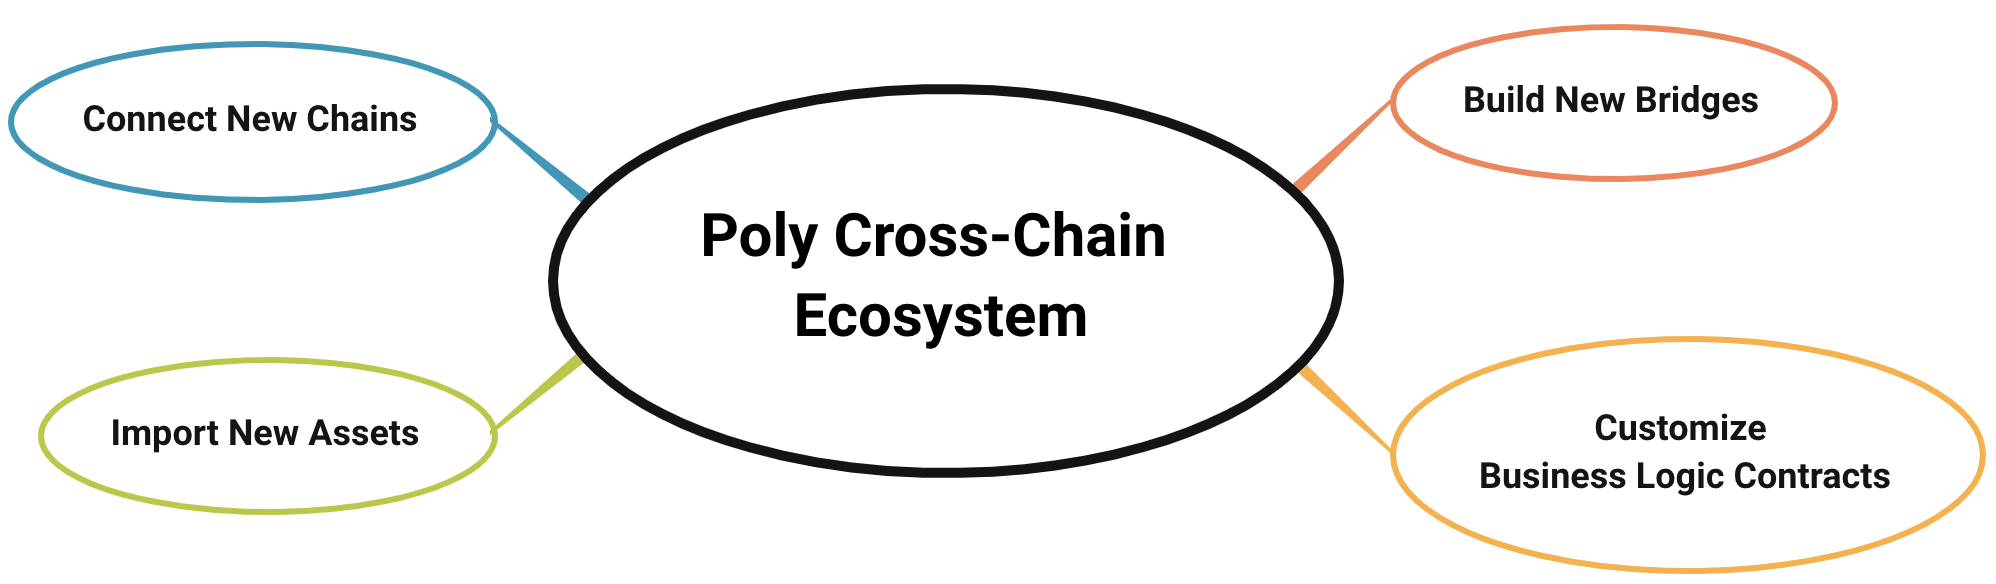 Connect New Chains
Build New Bridges
Poly Cross-Chain
Ecosystem
Import New Assets
Customize
Business Logic Contracts